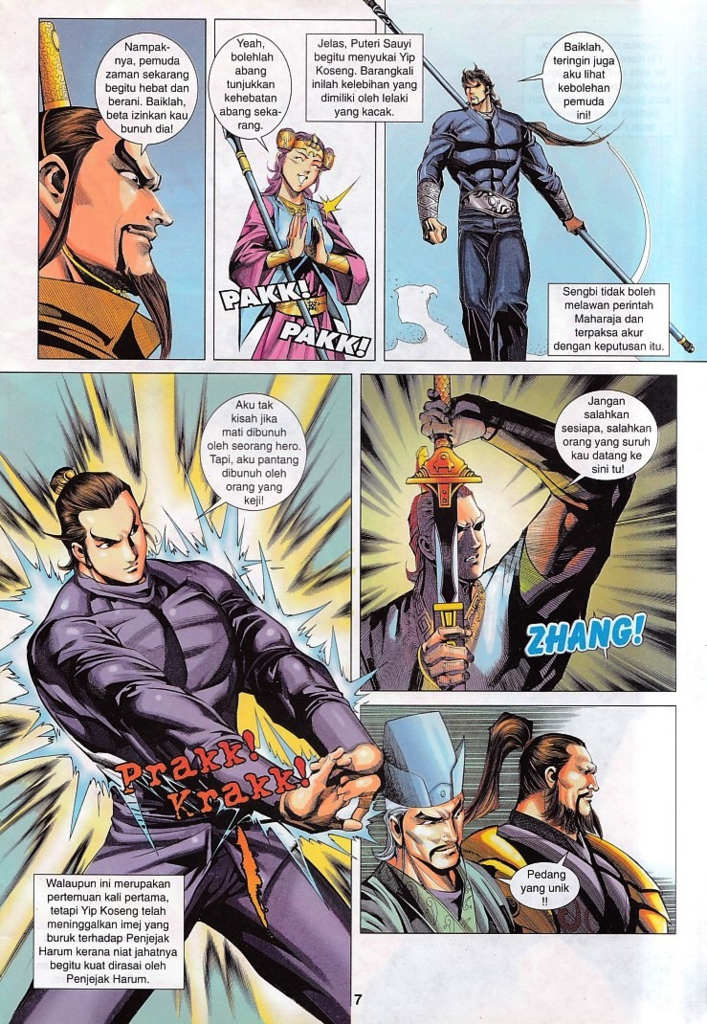 Nampak-
nya, pemuda
zaman sekarang
begitu hebat dan
berani. Baiklah,
beta izinkan kau
bunuh dia!
Yeah,
bolehlah
abang
tunjukkan
kehebatan
abang seka-
rang.
Jelas, Puteri Sauyi
begitu menyukai Yip
Koseng. Barangkali
inilah kelebihan yang
dimiliki oleh lelaki
yang kacak.
PAKK!
PAKK!
Baiklah,
teringin juga
aku lihat
kebolehan
pemuda
ini!
Sengbi tidak boleh
melawan perintah
Maharaja dan
terpaksa akur
dengan keputusan itu.
Aku tak
kisah jika
mati dibunuh
oleh seorang hero.
Tapi, aku pantang
dibunuh oleh
orang yang
keji!
Prakk!
Krakk!
Walaupun ini merupakan
pertemuan kali pertama,
tetapi Yip Koseng telah
meninggalkan imej yang
buruk terhadap Penjejak
Harum kerana niat jahatnya
begitu kuat dirasai oleh
Penjejak Harum.
Jangan
salahkan
sesiapa, salahkan
orang yang suruh
kau datang ke
sini tu!
ZHANG!
Pedang
yang unik
!!
7